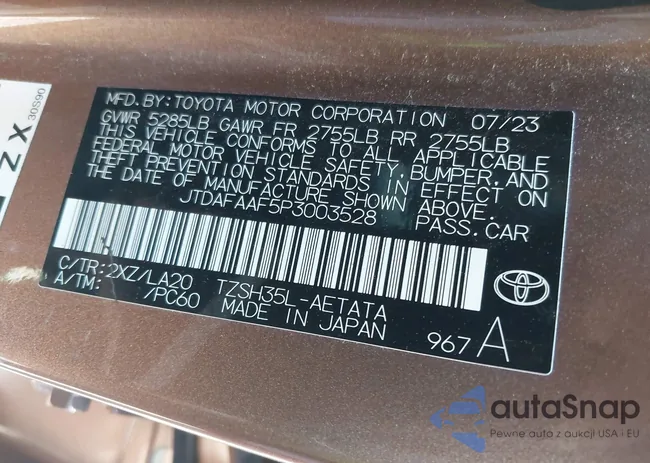 MFD. BY: TOYOTA MOTOR CORPORATION 07/23
GVWR 5285LB GAWR FR 2755LB RR 2755LB
THIS VEHICLE CONFORMS TO ALL APPLICABLE
FEDERAL MOTOR VEHICLE SAFETY, BUMPER, AND
THEFT PREVENTION STANDARDS IN EFFECT ON
THE DATE OF MANUFACTURE SHOWN ABOVE.
JTDAFAAF5P3003528 PASS. CAR
C/TR: 2XZ/LA20 TZSH35L-AETATA
A/TM: /PC60 MADE IN JAPAN
967 A
30S90
XZ
autaSnap
Pewne auto z aukcji USA i EU